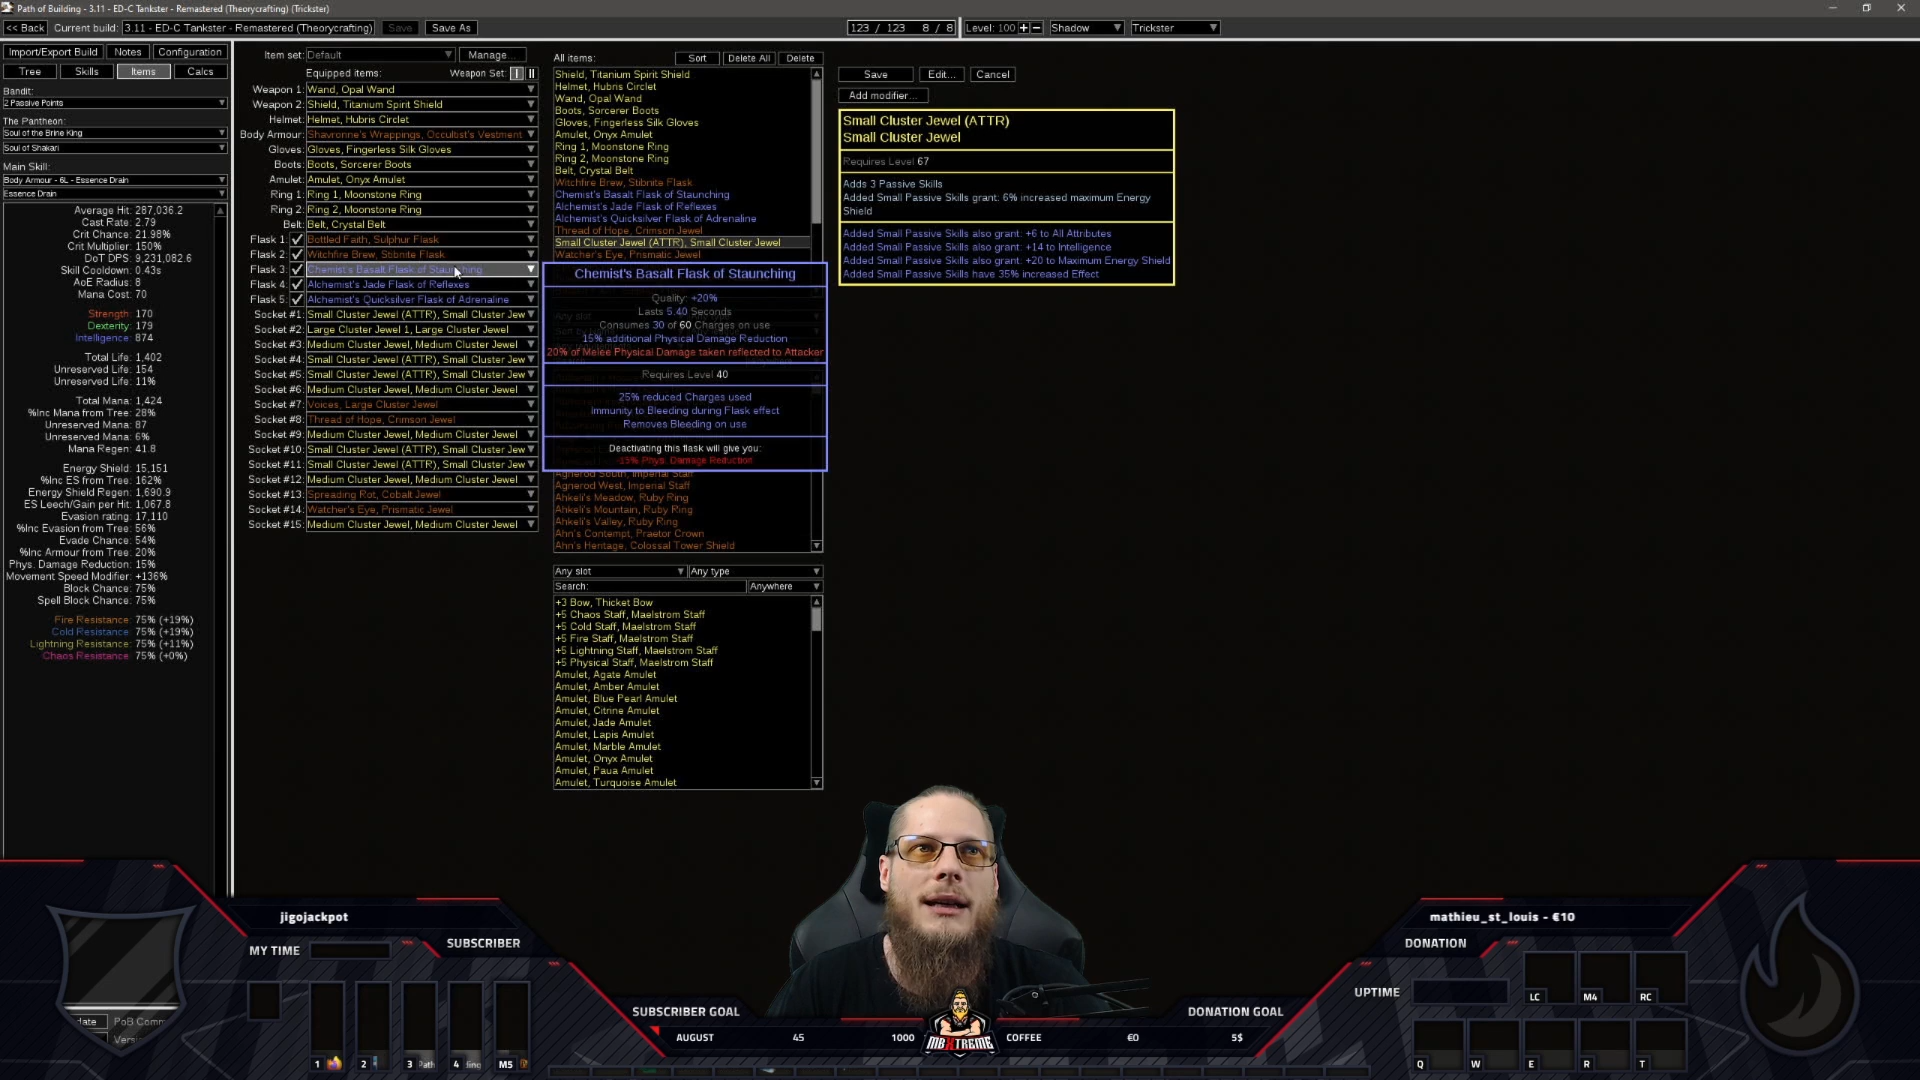 Path of Building - 3.11 - ED-C Tankster - Remastered (Theorycrafting) (Trickster)
<< Back Current build: 3.11 - ED-C Tankster - Remastered (Theorycrafting) Save Save As 123 / 123 8 / 8 Level: 100 + - Shadow Trickster
Import/Export Build Notes Configuration
Tree Skills Items Calcs
Bandit:
2 Passive Points
The Pantheon:
Soul of the Brine King
Soul of Shakari
Main Skill:
Body Armour - 6L - Essence Drain
Essence Drain
Average Hit: 287,036.2
Cast Rate: 2.79
Crit Chance: 21.98%
Crit Multiplier: 150%
DoT DPS: 9,231,082.6
Skill Cooldown: 0.43s
AoE Radius: 8
Mana Cost: 70
Strength: 170
Dexterity: 179
Intelligence: 874
Total Life: 1,402
Unreserved Life: 154
Unreserved Life: 11%
Total Mana: 1,424
%Inc Mana from Tree: 28%
Unreserved Mana: 87
Unreserved Mana: 6%
Mana Regen: 41.8
Energy Shield: 15,151
%Inc ES from Tree: 162%
Energy Shield Regen: 1,690.9
ES Leech/Gain per Hit: 1,067.8
Evasion rating: 17,110
%Inc Evasion from Tree: 56%
Evade Chance: 54%
%Inc Armour from Tree: 20%
Phys. Damage Reduction: 15%
Movement Speed Modifier: +136%
Block Chance: 75%
Spell Block Chance: 75%
Fire Resistance: 75% (+19%)
Cold Resistance: 75% (+19%)
Lightning Resistance: 75% (+11%)
Chaos Resistance: 75% (+0%)
Item set: Default Manage...
Equipped items: Weapon Set: I II
Weapon 1: Wand, Opal Wand
Weapon 2: Shield, Titanium Spirit Shield
Helmet: Helmet, Hubris Circlet
Body Armour: Shavronne's Wrappings, Occultist's Vestment
Gloves: Gloves, Fingerless Silk Gloves
Boots: Boots, Sorcerer Boots
Amulet: Amulet, Onyx Amulet
Ring 1: Ring 1, Moonstone Ring
Ring 2: Ring 2, Moonstone Ring
Belt: Belt, Crystal Belt
Flask 1: Bottled Faith, Sulphur Flask
Flask 2: Witchfire Brew, Stibnite Flask
Flask 3: Chemist's Basalt Flask of Staunching
Flask 4: Alchemist's Jade Flask of Reflexes
Flask 5: Alchemist's Quicksilver Flask of Adrenaline
Socket #1: Small Cluster Jewel (ATTR), Small Cluster Jew
Socket #2: Large Cluster Jewel 1, Large Cluster Jewel
Socket #3: Medium Cluster Jewel, Medium Cluster Jewel
Socket #4: Small Cluster Jewel (ATTR), Small Cluster Jew
Socket #5: Small Cluster Jewel (ATTR), Small Cluster Jew
Socket #6: Medium Cluster Jewel, Medium Cluster Jewel
Socket #7: Voices, Large Cluster Jewel
Socket #8: Thread of Hope, Crimson Jewel
Socket #9: Medium Cluster Jewel, Medium Cluster Jewel
Socket #10: Small Cluster Jewel (ATTR), Small Cluster Jew
Socket #11: Small Cluster Jewel (ATTR), Small Cluster Jew
Socket #12: Medium Cluster Jewel, Medium Cluster Jewel
Socket #13: Spreading Rot, Cobalt Jewel
Socket #14: Watcher's Eye, Prismatic Jewel
Socket #15: Medium Cluster Jewel, Medium Cluster Jewel
All items: Sort Delete All Delete
Shield, Titanium Spirit Shield
Helmet, Hubris Circlet
Wand, Opal Wand
Boots, Sorcerer Boots
Gloves, Fingerless Silk Gloves
Amulet, Onyx Amulet
Ring 1, Moonstone Ring
Ring 2, Moonstone Ring
Belt, Crystal Belt
Witchfire Brew, Stibnite Flask
Chemist's Basalt Flask of Staunching
Alchemist's Jade Flask of Reflexes
Alchemist's Quicksilver Flask of Adrenaline
Thread of Hope, Crimson Jewel
Small Cluster Jewel (ATTR), Small Cluster Jewel
Watcher's Eye, Prismatic Jewel
Chemist's Basalt Flask of Staunching
Quality: +20%
Lasts 5.40 Seconds
Consumes 30 of 60 Charges on use
15% additional Physical Damage Reduction
20% of Melee Physical Damage taken reflected to Attacker
Requires Level 40
25% reduced Charges used
Immunity to Bleeding during Flask effect
Removes Bleeding on use
Deactivating this flask will give you:
-15% Phys. Damage Reduction
Agnerod South, Imperial Staff
Agnerod West, Imperial Staff
Ahkeli's Meadow, Ruby Ring
Ahkeli's Mountain, Ruby Ring
Ahkeli's Valley, Ruby Ring
Ahn's Contempt, Praetor Crown
Ahn's Heritage, Colossal Tower Shield
Any slot Any type
Search: Anywhere
+3 Bow, Thicket Bow
+5 Chaos Staff, Maelstrom Staff
+5 Cold Staff, Maelstrom Staff
+5 Fire Staff, Maelstrom Staff
+5 Lightning Staff, Maelstrom Staff
+5 Physical Staff, Maelstrom Staff
Amulet, Agate Amulet
Amulet, Amber Amulet
Amulet, Blue Pearl Amulet
Amulet, Citrine Amulet
Amulet, Jade Amulet
Amulet, Lapis Amulet
Amulet, Marble Amulet
Amulet, Onyx Amulet
Amulet, Paua Amulet
Amulet, Turquoise Amulet
Save Edit... Cancel
Add modifier...
Small Cluster Jewel (ATTR)
Small Cluster Jewel
Requires Level 67
Adds 3 Passive Skills
Added Small Passive Skills grant: 6% increased maximum Energy
Shield
Added Small Passive Skills also grant: +6 to All Attributes
Added Small Passive Skills also grant: +14 to Intelligence
Added Small Passive Skills also grant: +20 to Maximum Energy Shield
Added Small Passive Skills have 35% increased Effect
jigojackpot
MY TIME SUBSCRIBER
date PoB Comm
Versi
1 2 3 Path 4 ling M5
SUBSCRIBER GOAL
AUGUST 45 1000
MBXTREME
DONATION GOAL
COFFEE €0 5$
mathieu_st_louis - €10
DONATION
UPTIME
LC M4 RC
Q W E R T